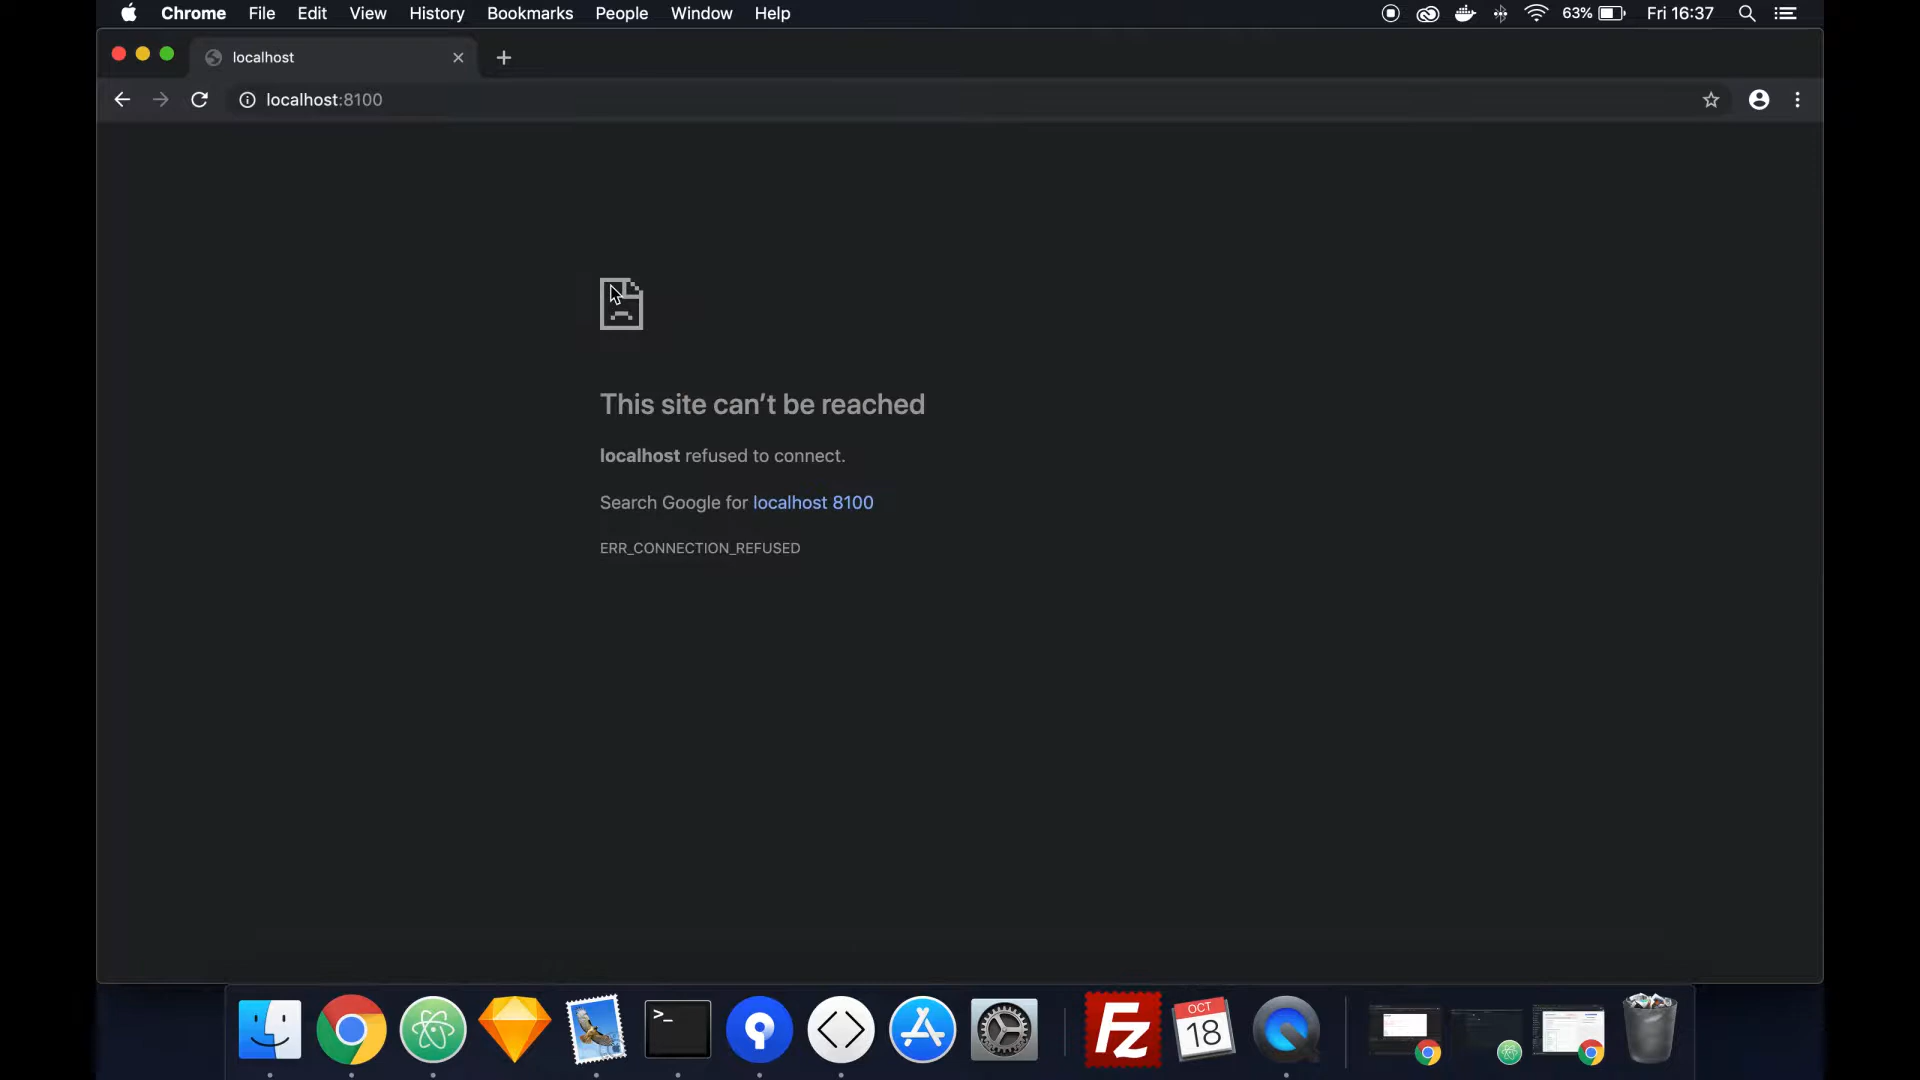 Chrome File Edit View History Bookmarks People Window Help 63% Fri 16:37
localhost
localhost:8100
This site can’t be reached
localhost refused to connect.
Search Google for localhost 8100
ERR_CONNECTION_REFUSED
>_
Fz
OCT
18